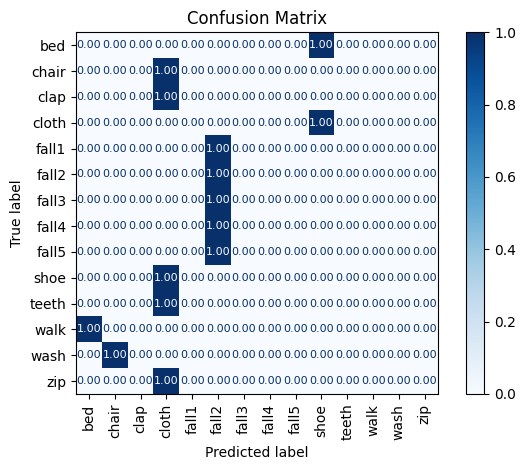 Confusion Matrix
bed 0.00 0.00 0.00 0.00 0.00 0.00 0.00 0.00 0.00 1.00 0.00 0.00 0.00 0.00
chair 0.00 0.00 0.00 1.00 0.00 0.00 0.00 0.00 0.00 0.00 0.00 0.00 0.00 0.00
clap 0.00 0.00 0.00 1.00 0.00 0.00 0.00 0.00 0.00 0.00 0.00 0.00 0.00 0.00
cloth 0.00 0.00 0.00 0.00 0.00 0.00 0.00 0.00 0.00 1.00 0.00 0.00 0.00 0.00
fall1 0.00 0.00 0.00 0.00 0.00 1.00 0.00 0.00 0.00 0.00 0.00 0.00 0.00 0.00
fall2 0.00 0.00 0.00 0.00 0.00 1.00 0.00 0.00 0.00 0.00 0.00 0.00 0.00 0.00
fall3 0.00 0.00 0.00 0.00 0.00 1.00 0.00 0.00 0.00 0.00 0.00 0.00 0.00 0.00
fall4 0.00 0.00 0.00 0.00 0.00 1.00 0.00 0.00 0.00 0.00 0.00 0.00 0.00 0.00
fall5 0.00 0.00 0.00 0.00 0.00 1.00 0.00 0.00 0.00 0.00 0.00 0.00 0.00 0.00
shoe 0.00 0.00 0.00 1.00 0.00 0.00 0.00 0.00 0.00 0.00 0.00 0.00 0.00 0.00
teeth 0.00 0.00 0.00 1.00 0.00 0.00 0.00 0.00 0.00 0.00 0.00 0.00 0.00 0.00
walk 1.00 0.00 0.00 0.00 0.00 0.00 0.00 0.00 0.00 0.00 0.00 0.00 0.00 0.00
wash 0.00 1.00 0.00 0.00 0.00 0.00 0.00 0.00 0.00 0.00 0.00 0.00 0.00 0.00
zip 0.00 0.00 0.00 1.00 0.00 0.00 0.00 0.00 0.00 0.00 0.00 0.00 0.00 0.00
True label
bed chair clap cloth fall1 fall2 fall3 fall4 fall5 shoe teeth walk wash zip
Predicted label
1.0
0.8
0.6
0.4
0.2
0.0